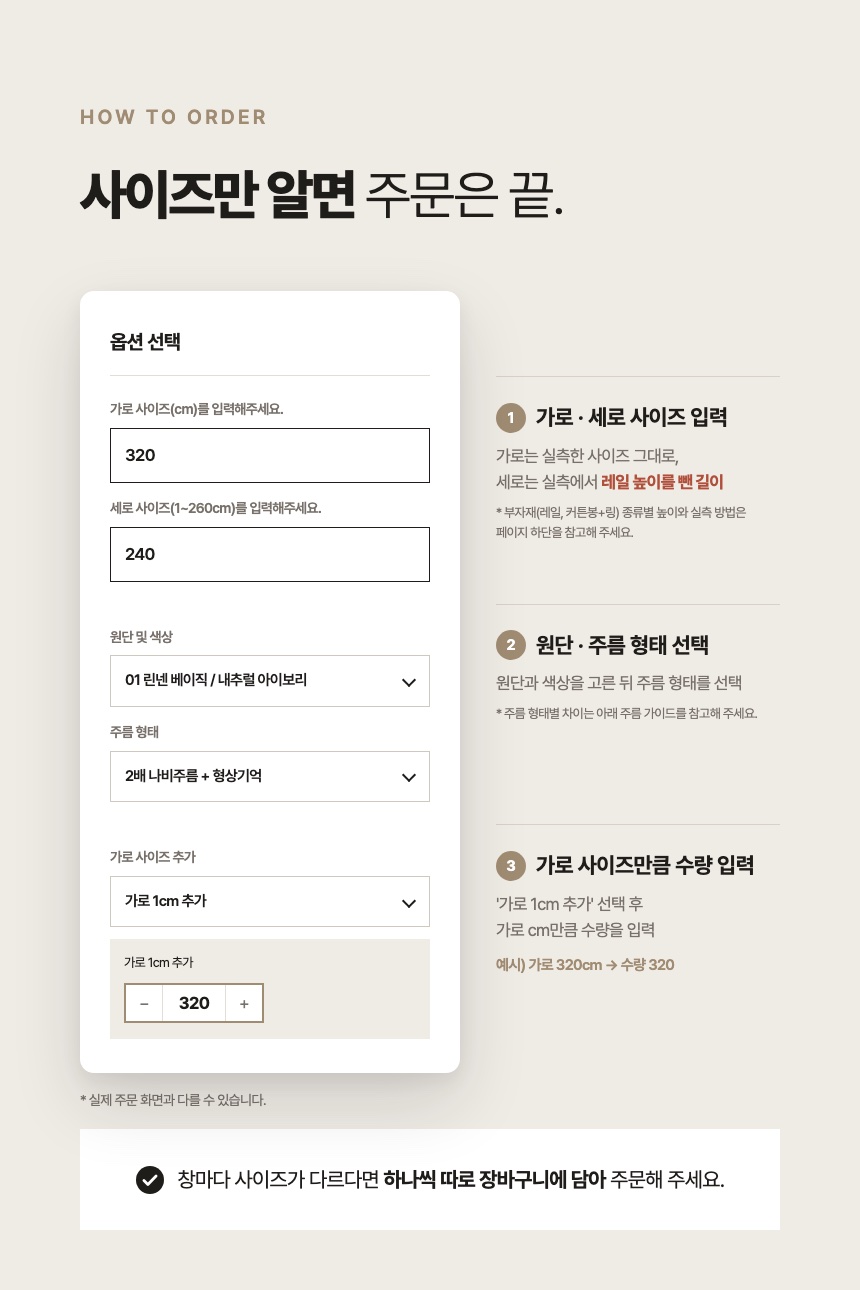 HOW TO ORDER
사이즈만 알면 주문은 끝.
옵션 선택
가로 사이즈(cm)를 입력해주세요.
320
세로 사이즈(1~260cm)를 입력해주세요.
240
원단 및 색상
01 린넨 베이직 / 내추럴 아이보리
주름 형태
2배 나비주름 + 형상기억
가로 사이즈 추가
가로 1cm 추가
가로 1cm 추가
− 320 +
* 실제 주문 화면과 다를 수 있습니다.
1 가로 · 세로 사이즈 입력
가로는 실측한 사이즈 그대로,
세로는 실측에서 레일 높이를 뺀 길이
* 부자재(레일, 커튼봉+링) 종류별 높이와 실측 방법은
페이지 하단을 참고해 주세요.
2 원단 · 주름 형태 선택
원단과 색상을 고른 뒤 주름 형태를 선택
* 주름 형태별 차이는 아래 주름 가이드를 참고해 주세요.
3 가로 사이즈만큼 수량 입력
'가로 1cm 추가' 선택 후
가로 cm만큼 수량을 입력
예시) 가로 320cm → 수량 320
창마다 사이즈가 다르다면 하나씩 따로 장바구니에 담아 주문해 주세요.